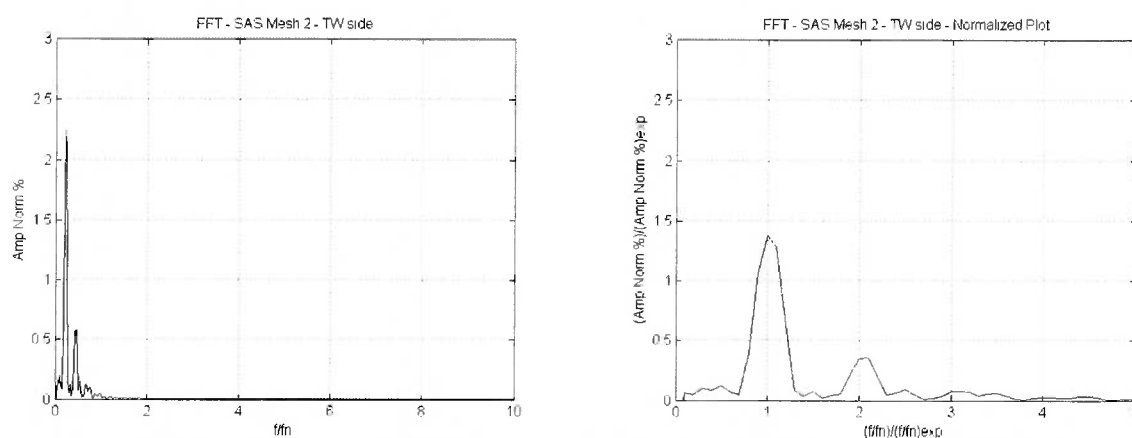 FFT - SAS Mesh 2 - TW side
3
2.5
2
1.5
1
0.5
0
Amp Norm %
0 2 4 6 8 10
f/fn
FFT - SAS Mesh 2 - TW side - Normalized Plot
3
2.5
2
1.5
1
0.5
0
(Amp Norm %)/(Amp Norm %)exp
0 1 2 3 4
(f/fn)/(f/fn)exp